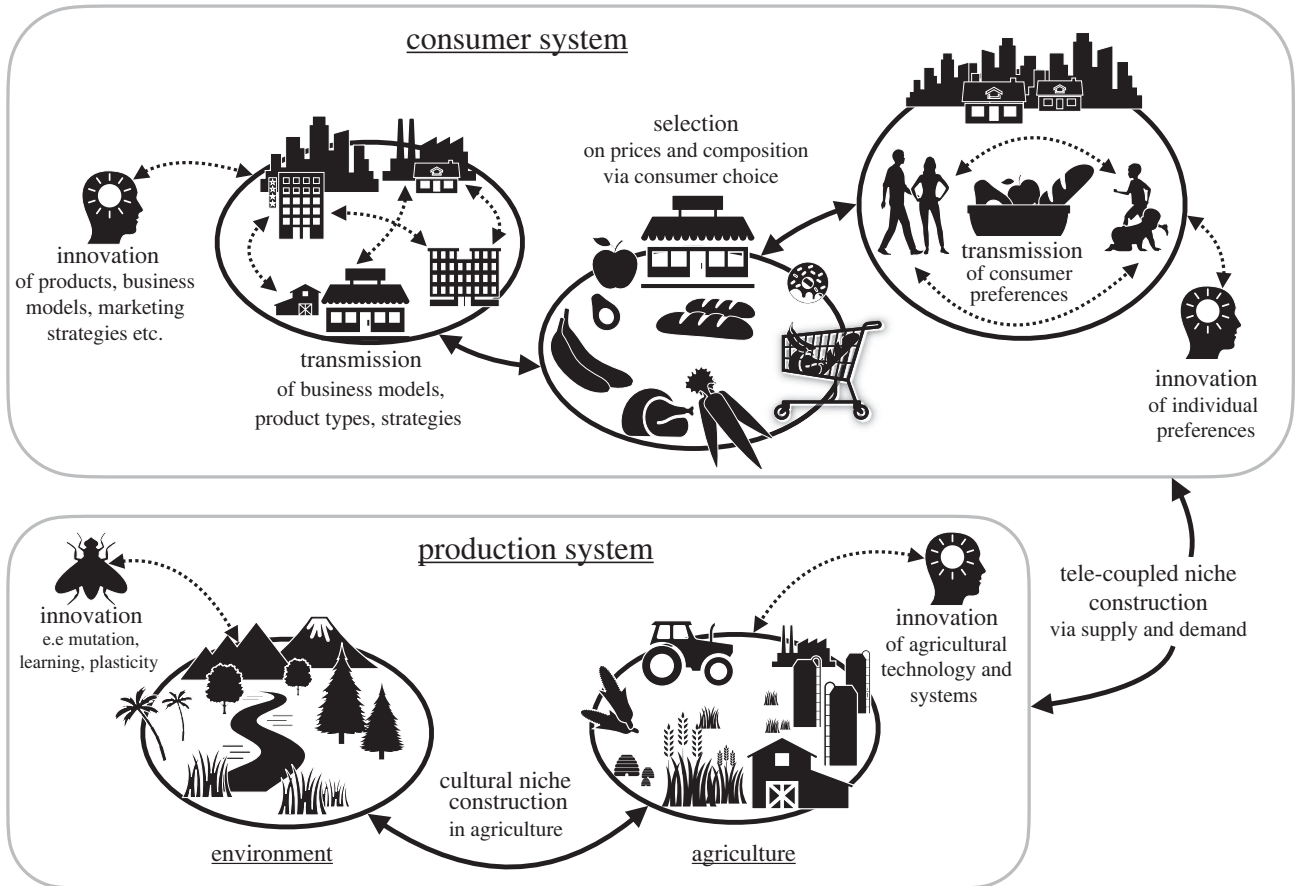 consumer system
selection
on prices and composition
via consumer choice
innovation
of products, business
models, marketing
strategies etc.
transmission
of consumer
preferences
transmission
of business models,
product types, strategies
innovation
of individual
preferences
production system
innovation
e.e mutation,
learning, plasticity
innovation
of agricultural
technology and
systems
tele-coupled niche
construction
via supply and demand
cultural niche
construction
in agriculture
environment
agriculture